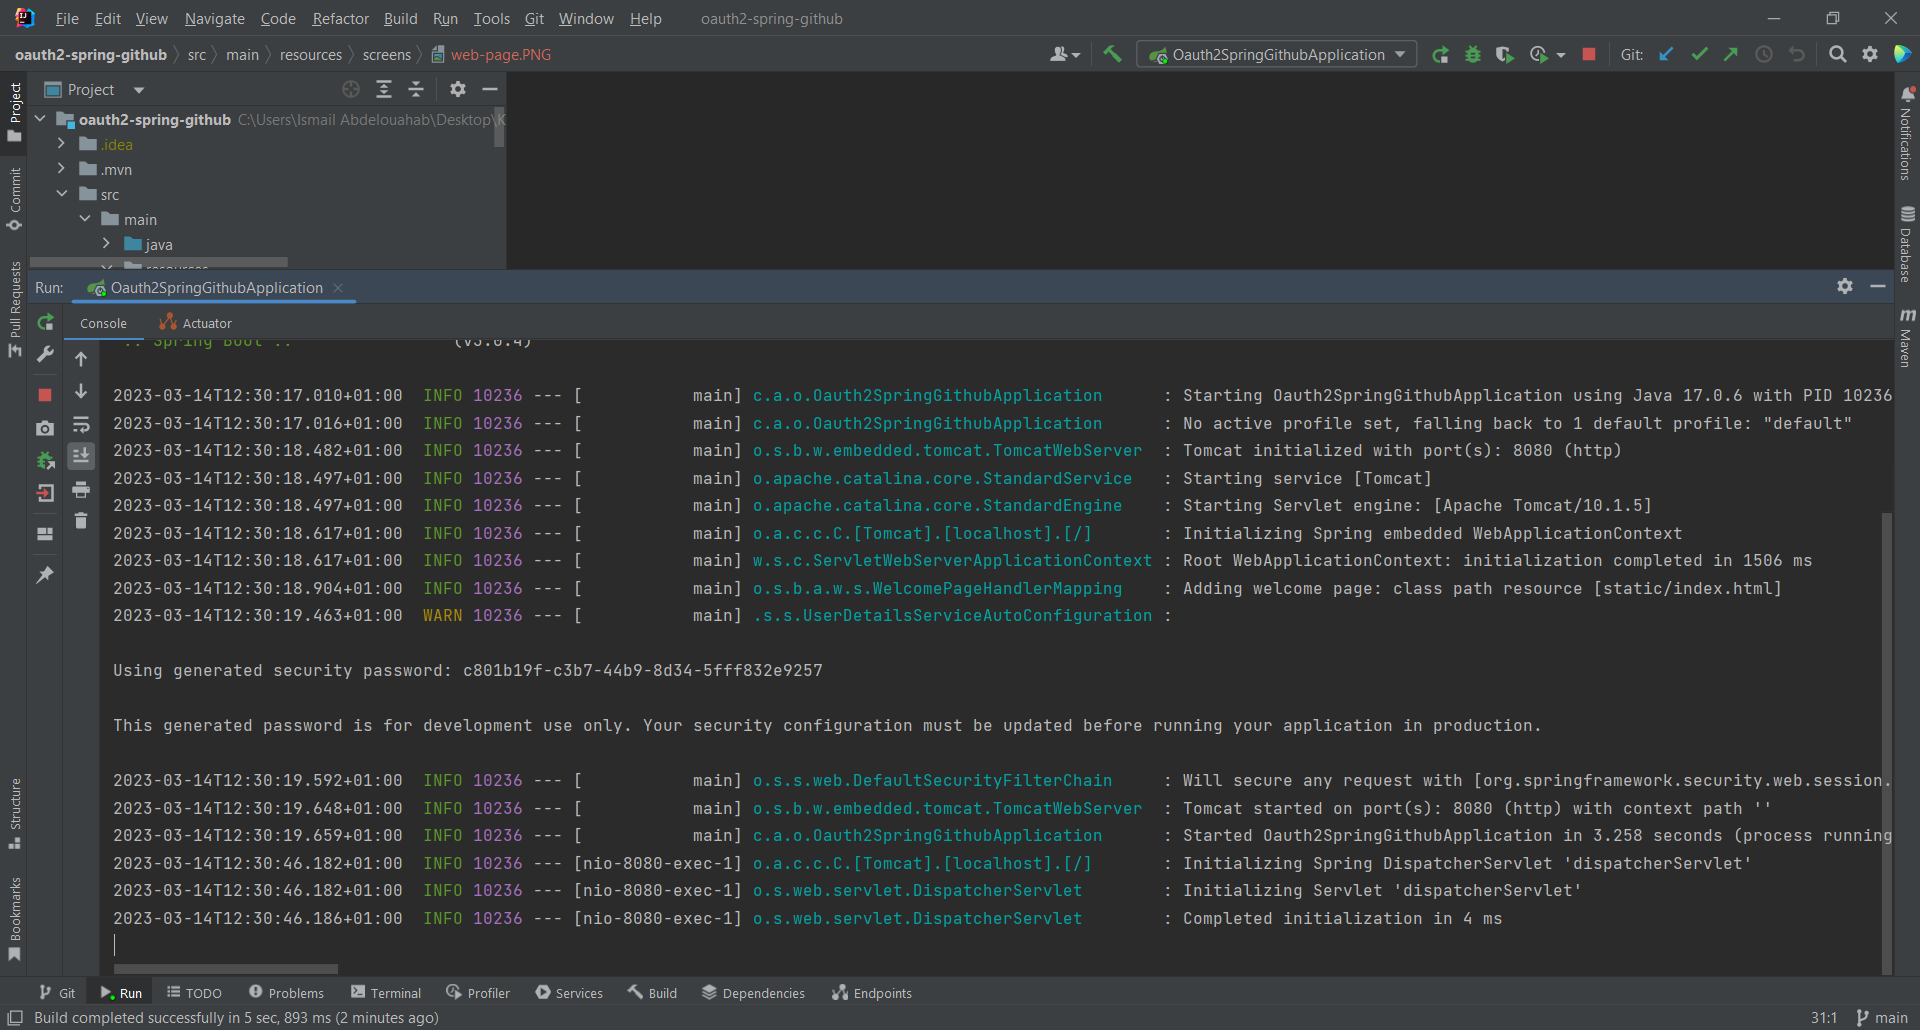 File Edit View Navigate Code Refactor Build Run Tools Git Window Help oauth2-spring-github
oauth2-spring-github src main resources screens web-page.PNG Oauth2SpringGithubApplication Git:
Project
Project
oauth2-spring-github C:\Users\Ismail Abdelouahab\Desktop\K
.idea
.mvn
src
main
java
resources
Commit
Pull Requests
Structure
Bookmarks
Notifications
Database
Maven
Run: Oauth2SpringGithubApplication
Console Actuator
:: Spring Boot :: (v3.0.4)
2023-03-14T12:30:17.010+01:00 INFO 10236 --- [ main] c.a.o.Oauth2SpringGithubApplication : Starting Oauth2SpringGithubApplication using Java 17.0.6 with PID 10236
2023-03-14T12:30:17.016+01:00 INFO 10236 --- [ main] c.a.o.Oauth2SpringGithubApplication : No active profile set, falling back to 1 default profile: "default"
2023-03-14T12:30:18.482+01:00 INFO 10236 --- [ main] o.s.b.w.embedded.tomcat.TomcatWebServer : Tomcat initialized with port(s): 8080 (http)
2023-03-14T12:30:18.497+01:00 INFO 10236 --- [ main] o.apache.catalina.core.StandardService : Starting service [Tomcat]
2023-03-14T12:30:18.497+01:00 INFO 10236 --- [ main] o.apache.catalina.core.StandardEngine : Starting Servlet engine: [Apache Tomcat/10.1.5]
2023-03-14T12:30:18.617+01:00 INFO 10236 --- [ main] o.a.c.c.C.[Tomcat].[localhost].[/] : Initializing Spring embedded WebApplicationContext
2023-03-14T12:30:18.617+01:00 INFO 10236 --- [ main] w.s.c.ServletWebServerApplicationContext : Root WebApplicationContext: initialization completed in 1506 ms
2023-03-14T12:30:18.904+01:00 INFO 10236 --- [ main] o.s.b.a.w.s.WelcomePageHandlerMapping : Adding welcome page: class path resource [static/index.html]
2023-03-14T12:30:19.463+01:00 WARN 10236 --- [ main] .s.s.UserDetailsServiceAutoConfiguration :
Using generated security password: c801b19f-c3b7-44b9-8d34-5fff832e9257
This generated password is for development use only. Your security configuration must be updated before running your application in production.
2023-03-14T12:30:19.592+01:00 INFO 10236 --- [ main] o.s.s.web.DefaultSecurityFilterChain : Will secure any request with [org.springframework.security.web.session.
2023-03-14T12:30:19.648+01:00 INFO 10236 --- [ main] o.s.b.w.embedded.tomcat.TomcatWebServer : Tomcat started on port(s): 8080 (http) with context path ''
2023-03-14T12:30:19.659+01:00 INFO 10236 --- [ main] c.a.o.Oauth2SpringGithubApplication : Started Oauth2SpringGithubApplication in 3.258 seconds (process running
2023-03-14T12:30:46.182+01:00 INFO 10236 --- [nio-8080-exec-1] o.a.c.c.C.[Tomcat].[localhost].[/] : Initializing Spring DispatcherServlet 'dispatcherServlet'
2023-03-14T12:30:46.182+01:00 INFO 10236 --- [nio-8080-exec-1] o.s.web.servlet.DispatcherServlet : Initializing Servlet 'dispatcherServlet'
2023-03-14T12:30:46.186+01:00 INFO 10236 --- [nio-8080-exec-1] o.s.web.servlet.DispatcherServlet : Completed initialization in 4 ms
Git Run TODO Problems Terminal Profiler Services Build Dependencies Endpoints
Build completed successfully in 5 sec, 893 ms (2 minutes ago) 31:1 main